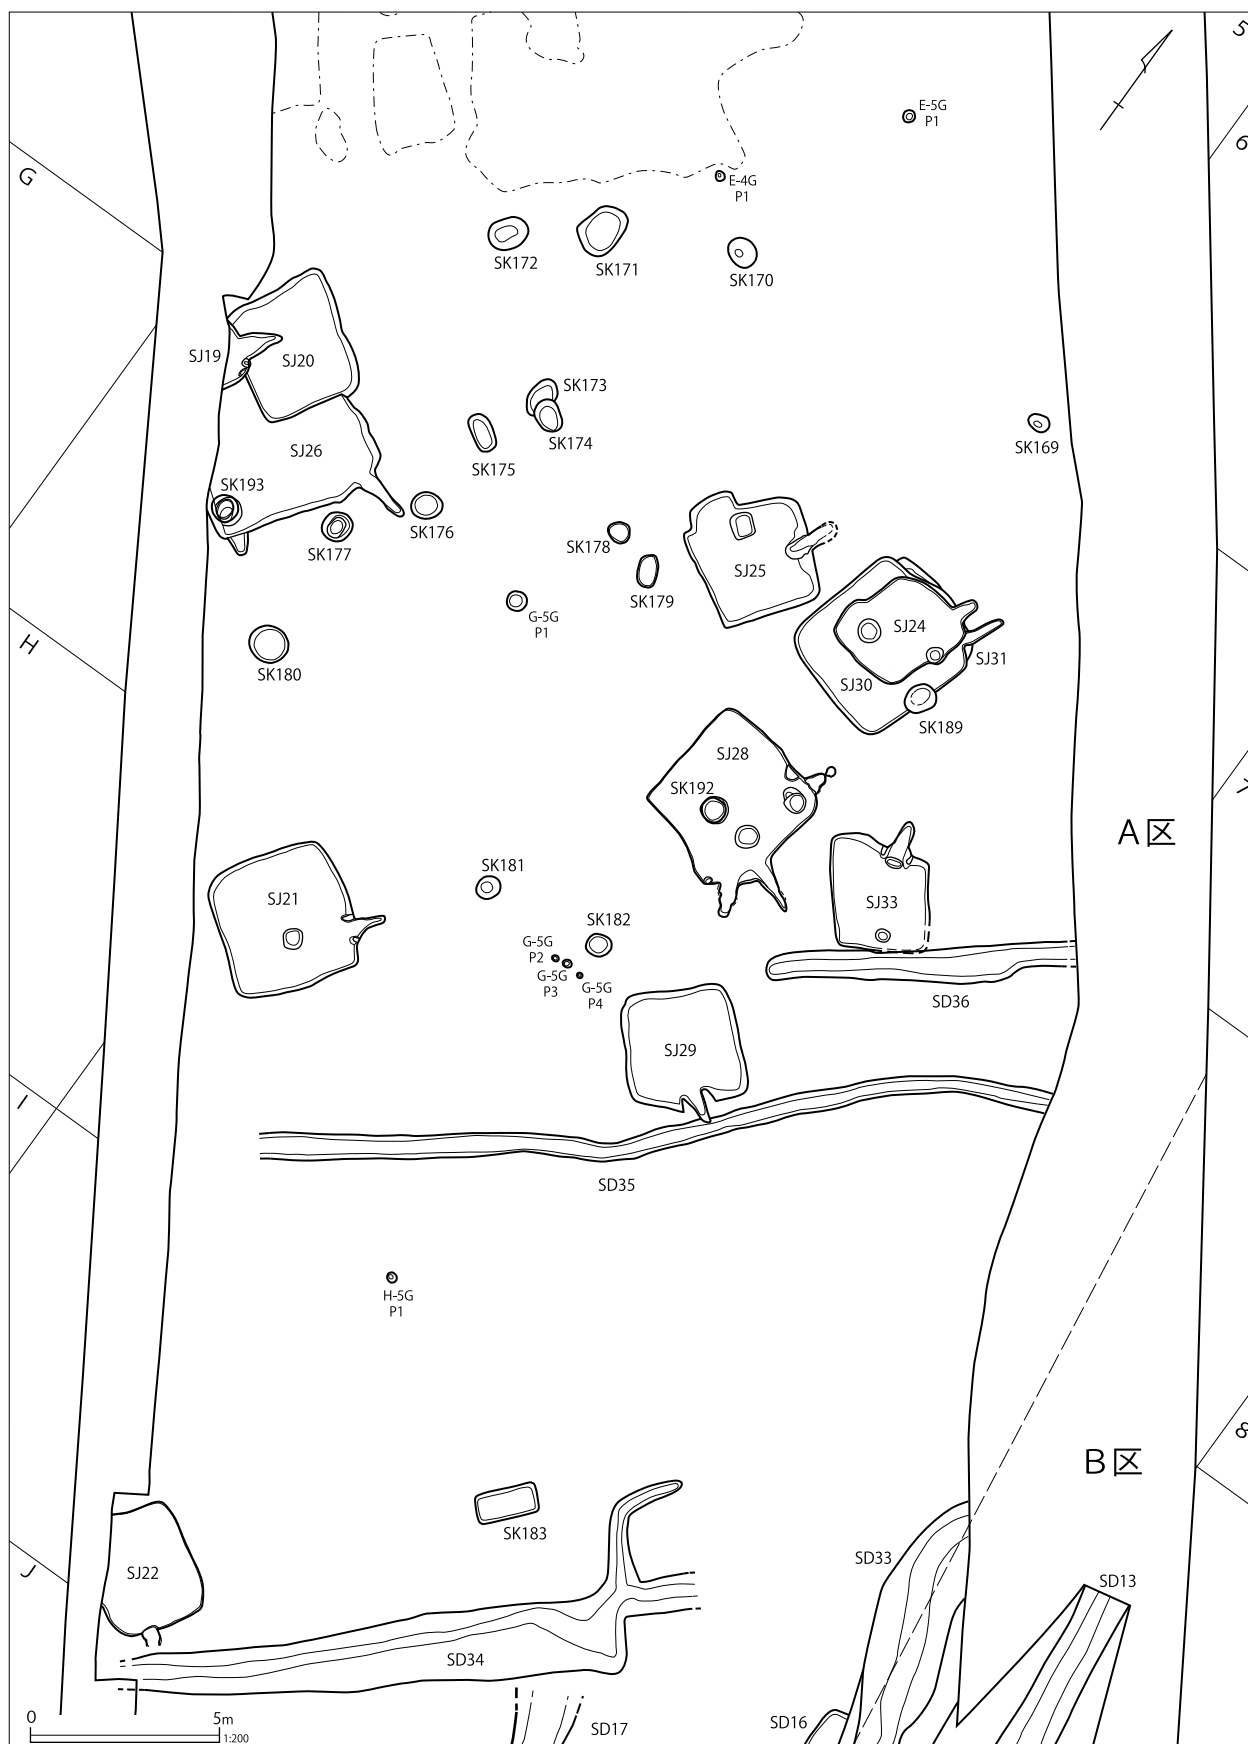 5
E-5G
P1
6
G
E-4G
P1
SK172
SK171
SK170
SJ19
SJ20
SK173
SK174
SK175
SK169
SJ26
SK193
SK176
SK177
SK178
SJ25
SK179
G-5G
P1
SJ24
H
SJ31
SK180
SJ30
SK189
SJ28
SK192
7
A区
SK181
SJ21
SJ33
SK182
G-5G
P2
G-5G
P3
G-5G
P4
SD36
SJ29
I
SD35
H-5G
P1
8
B区
SK183
SD33
J
SJ22
SD13
SD34
0
5m
1:200
SD17
SD16